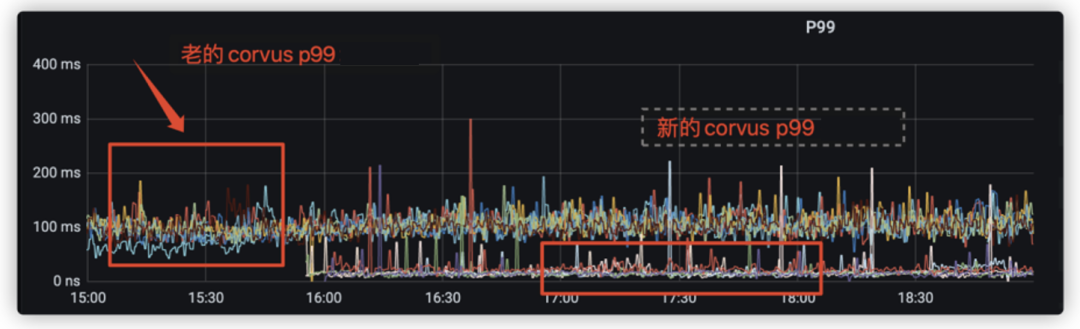 P99
老的 corvus p99
400 ms
300 ms
新的 corvus p99
200 ms
100 ms
0 ns
15:00 15:30 16:00 16:30 17:00 17:30 18:00 18:30